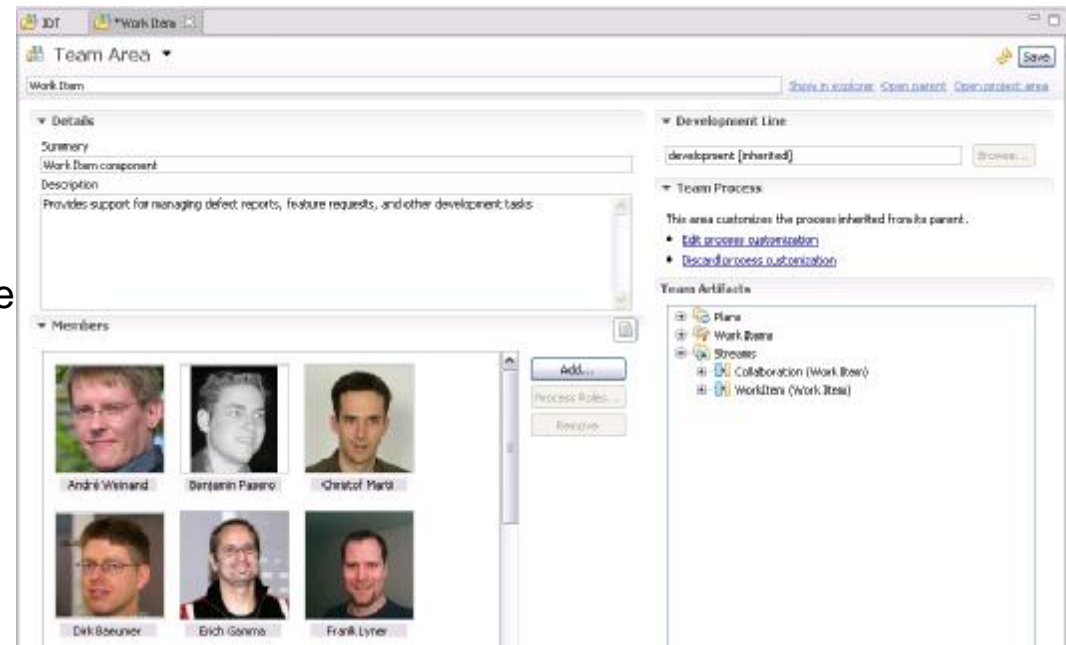 JDT *Work Item
Team Area
Save
Work Item
Show in explorer Open parent Open project area
Details
Summary
Work Item component
Description
Provides support for managing defect reports, feature requests, and other development tasks
e
Members
André Weinand Benjamin Pasero Christof Marti
Dirk Baeumer Erich Gamma Frank Lyner
Add...
Process Roles...
Remove
Development Line
development [inherited]
Browse...
Team Process
This area customizes the process inherited from its parent.
Edit process customization
Discard process customization
Team Artifacts
Plans
Work Items
Streams
Collaboration (Work Item)
WorkItem (Work Item)